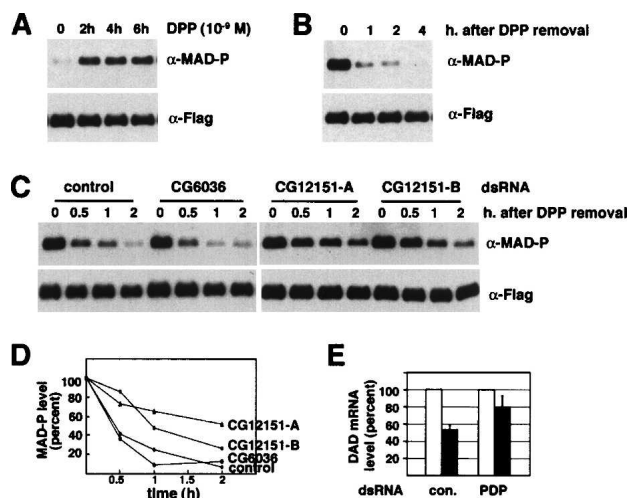 A
0 2h 4h 6h DPP (10⁻⁹ M)
α-MAD-P
α-Flag
B
0 1 2 4 h. after DPP removal
α-MAD-P
α-Flag
C
control CG6036 CG12151-A CG12151-B dsRNA
0 0.5 1 2 0 0.5 1 2 0 0.5 1 2 0 0.5 1 2 h. after DPP removal
α-MAD-P
α-Flag
D
MAD-P level
(percent)
100
80
60
40
20
CG12151-A
CG12151-B
CG6036
control
0.5 1.0 1.5 2.0
time (h)
E
DAD mRNA
level (percent)
100
80
60
40
20
dsRNA con. PDP